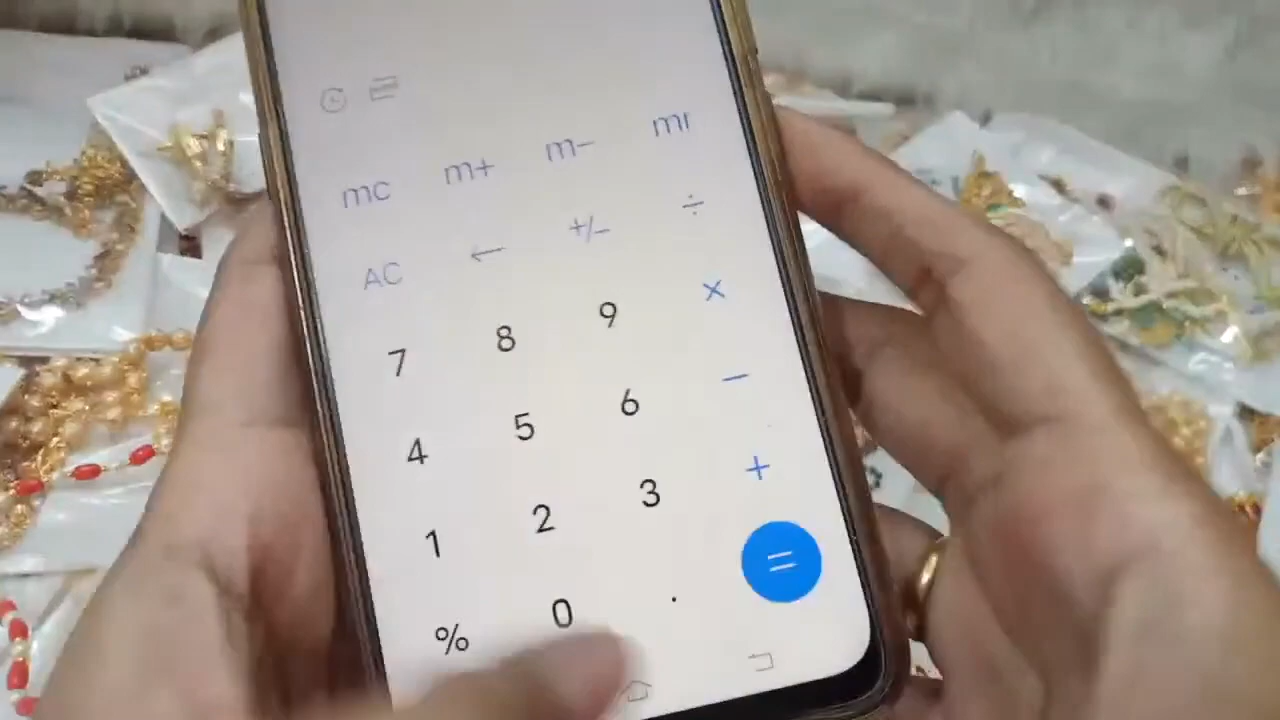 mc m+ m- mr
AC ← +/- ÷
7 8 9 ×
4 5 6 −
1 2 3 +
% 0 . =